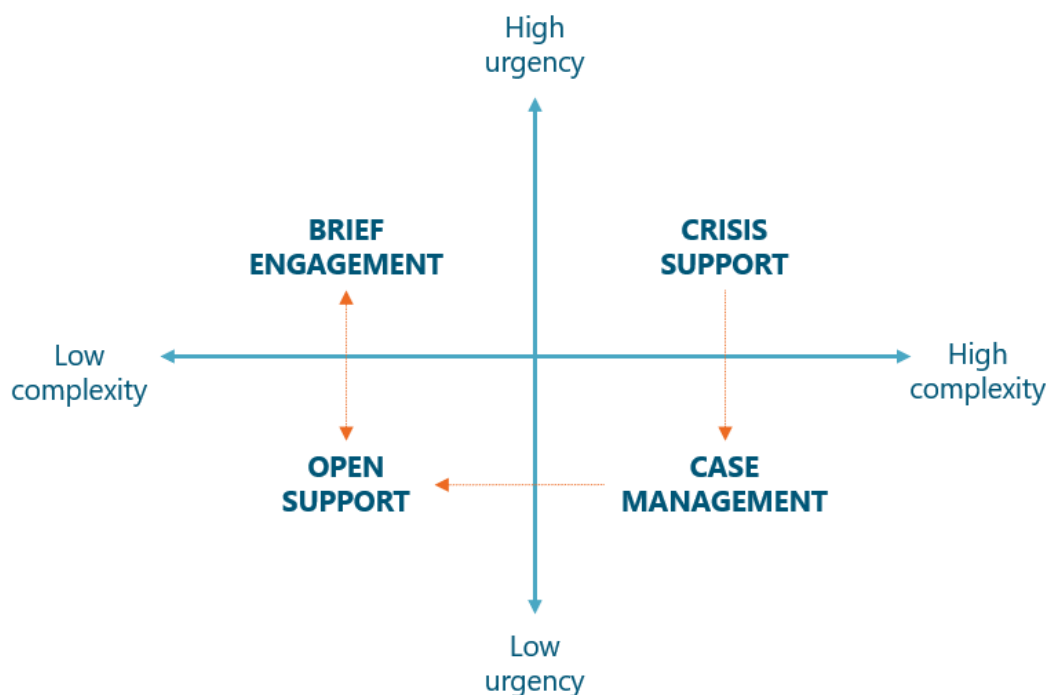 High
urgency
BRIEF
ENGAGEMENT
CRISIS
SUPPORT
Low
complexity
High
complexity
OPEN
SUPPORT
CASE
MANAGEMENT
Low
urgency